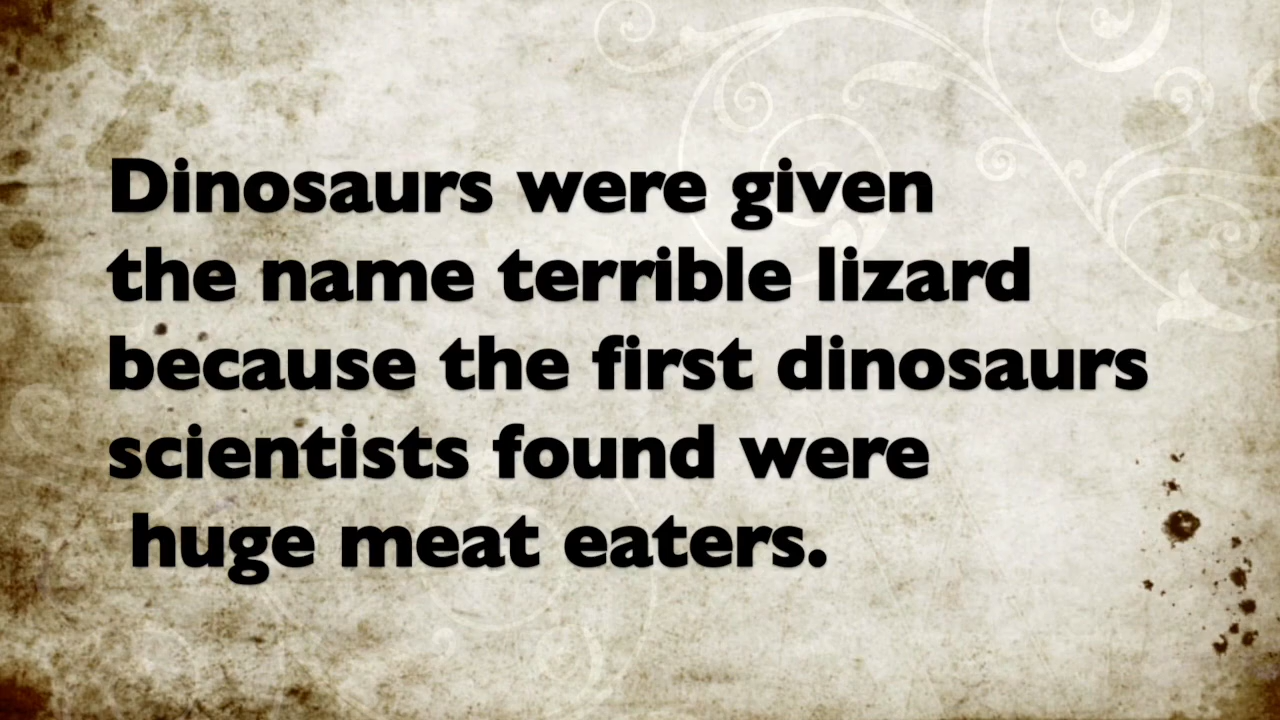 Dinosaurs were given
the name terrible lizard
because the first dinosaurs
scientists found were
huge meat eaters.